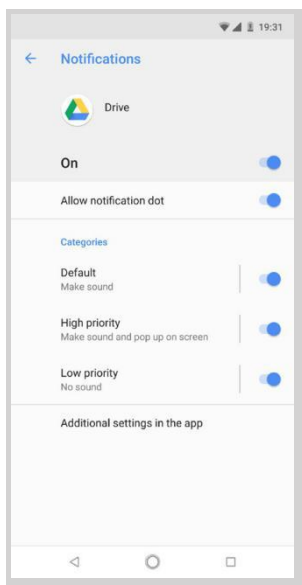 19:31
Notifications
Drive
On
Allow notification dot
Categories
Default
Make sound
High priority
Make sound and pop up on screen
Low priority
No sound
Additional settings in the app